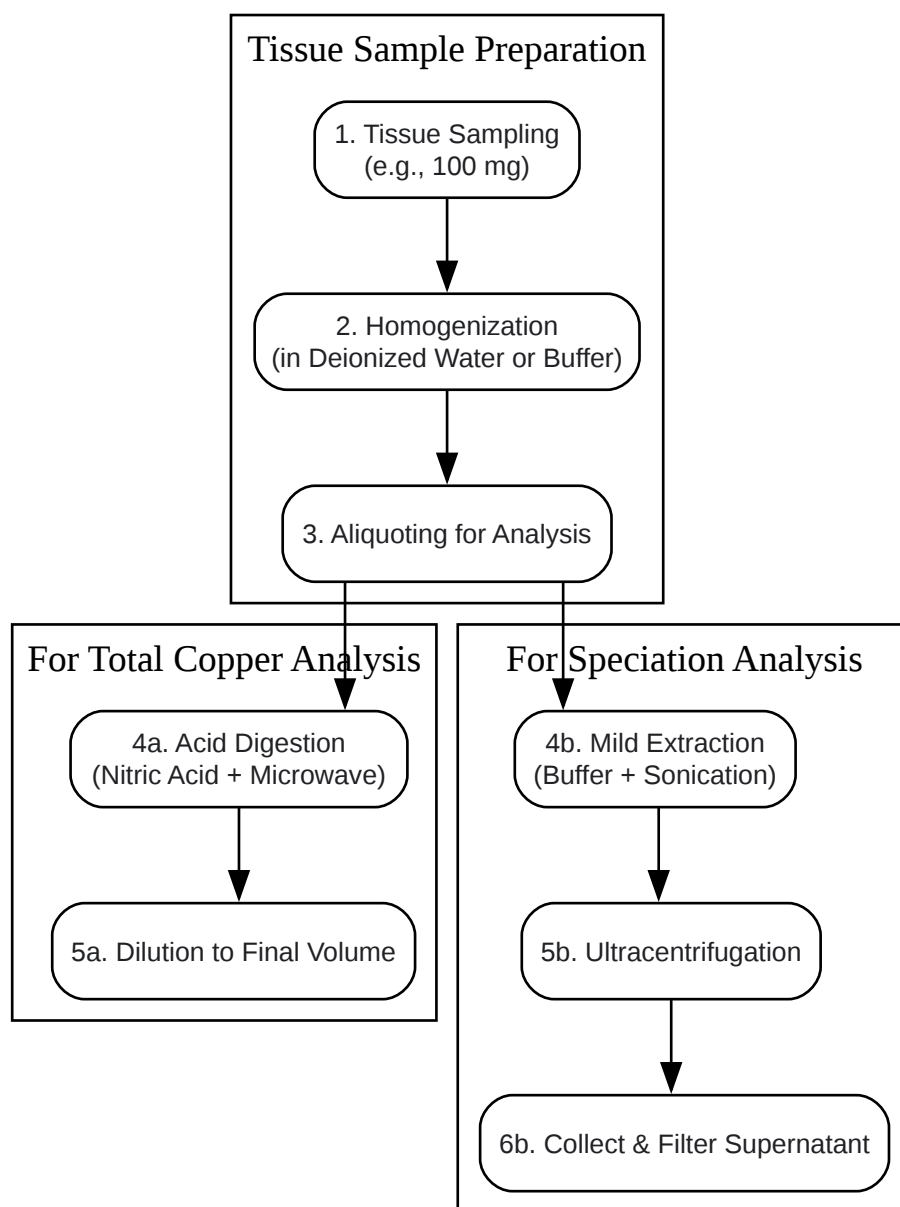 Tissue Sample Preparation
1. Tissue Sampling
(e.g., 100 mg)
2. Homogenization
(in Deionized Water or Buffer)
3. Aliquoting for Analysis
For Total Copper Analysis
4a. Acid Digestion
(Nitric Acid + Microwave)
5a. Dilution to Final Volume
For Speciation Analysis
4b. Mild Extraction
(Buffer + Sonication)
5b. Ultracentrifugation
6b. Collect & Filter Supernatant